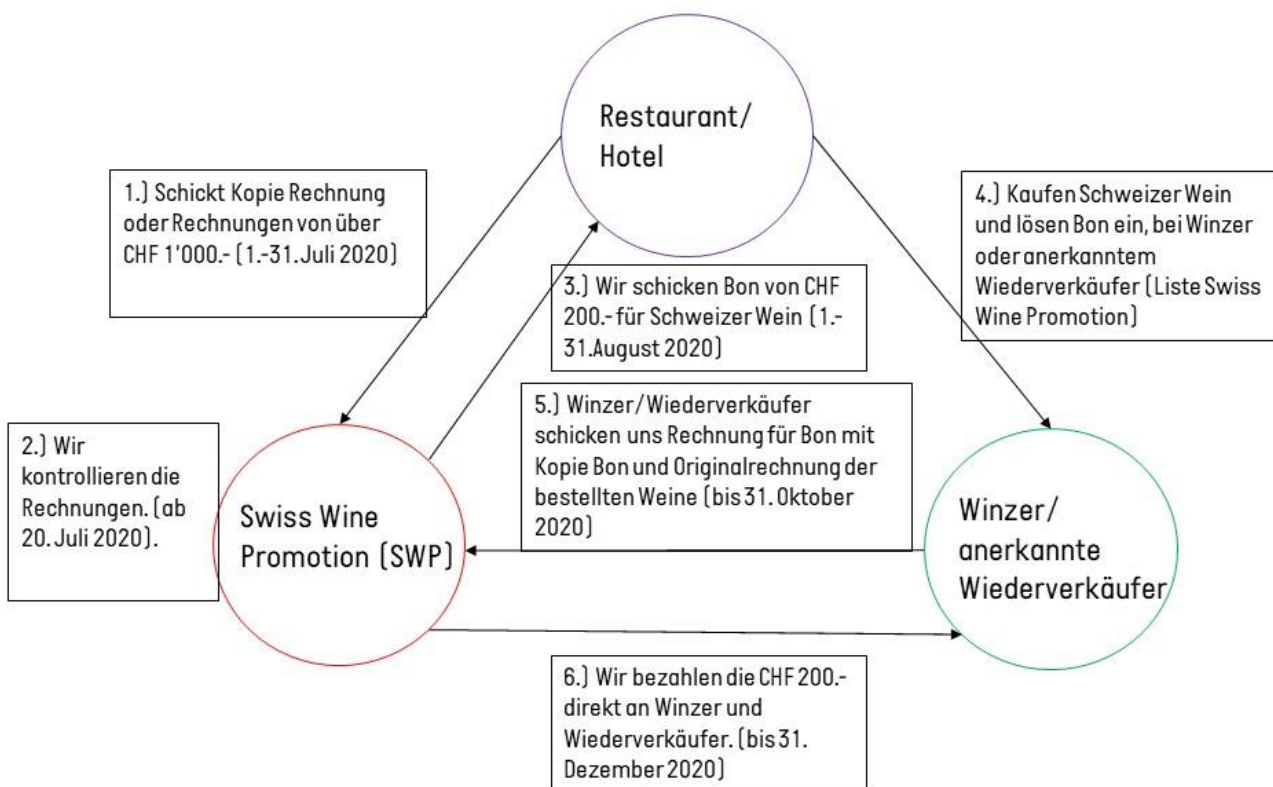 Restaurant/
Hotel
1.) Schickt Kopie Rechnung
oder Rechnungen von über
CHF 1'000.- (1.-31. Juli 2020)
2.) Wir
kontrollieren die
Rechnungen. (ab
20. Juli 2020).
Swiss Wine
Promotion (SWP)
3.) Wir schicken Bon von CHF
200.- für Schweizer Wein (1.-
31.August 2020)
4.) Kaufen Schweizer Wein
und lösen Bon ein, bei Winzer
oder anerkanntem
Wiederverkäufer (Liste Swiss
Wine Promotion)
5.) Winzer/Wiederverkäufer
schicken uns Rechnung für Bon mit
Kopie Bon und Originalrechnung der
bestellten Weine (bis 31. Oktober
2020)
Winzer/
anerkannte
Wiederverkäufer
6.) Wir bezahlen die CHF 200.-
direkt an Winzer und
Wiederverkäufer. (bis 31.
Dezember 2020)